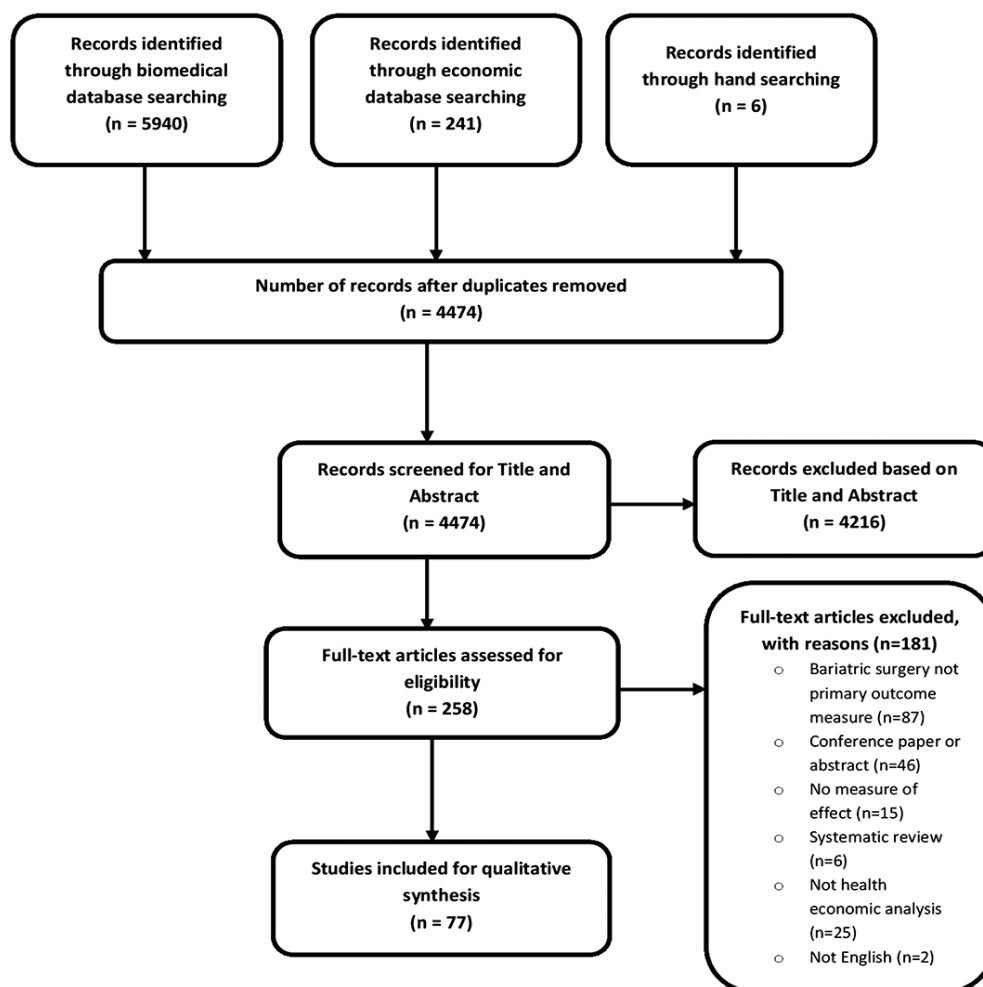 Records identified
through biomedical
database searching
(n = 5940)
Records identified
through economic
database searching
(n = 241)
Records identified
through hand searching
(n = 6)
Number of records after duplicates removed
(n = 4474)
Records screened for Title and
Abstract
(n = 4474)
Records excluded based on
Title and Abstract
(n = 4216)
Full-text articles assessed for
eligibility
(n = 258)
Full-text articles excluded,
with reasons (n=181)
o Bariatric surgery not
primary outcome
measure (n=87)
o Conference paper or
abstract (n=46)
o No measure of
effect (n=15)
o Systematic review
(n=6)
o Not health
economic analysis
(n=25)
o Not English (n=2)
Studies included for qualitative
synthesis
(n = 77)